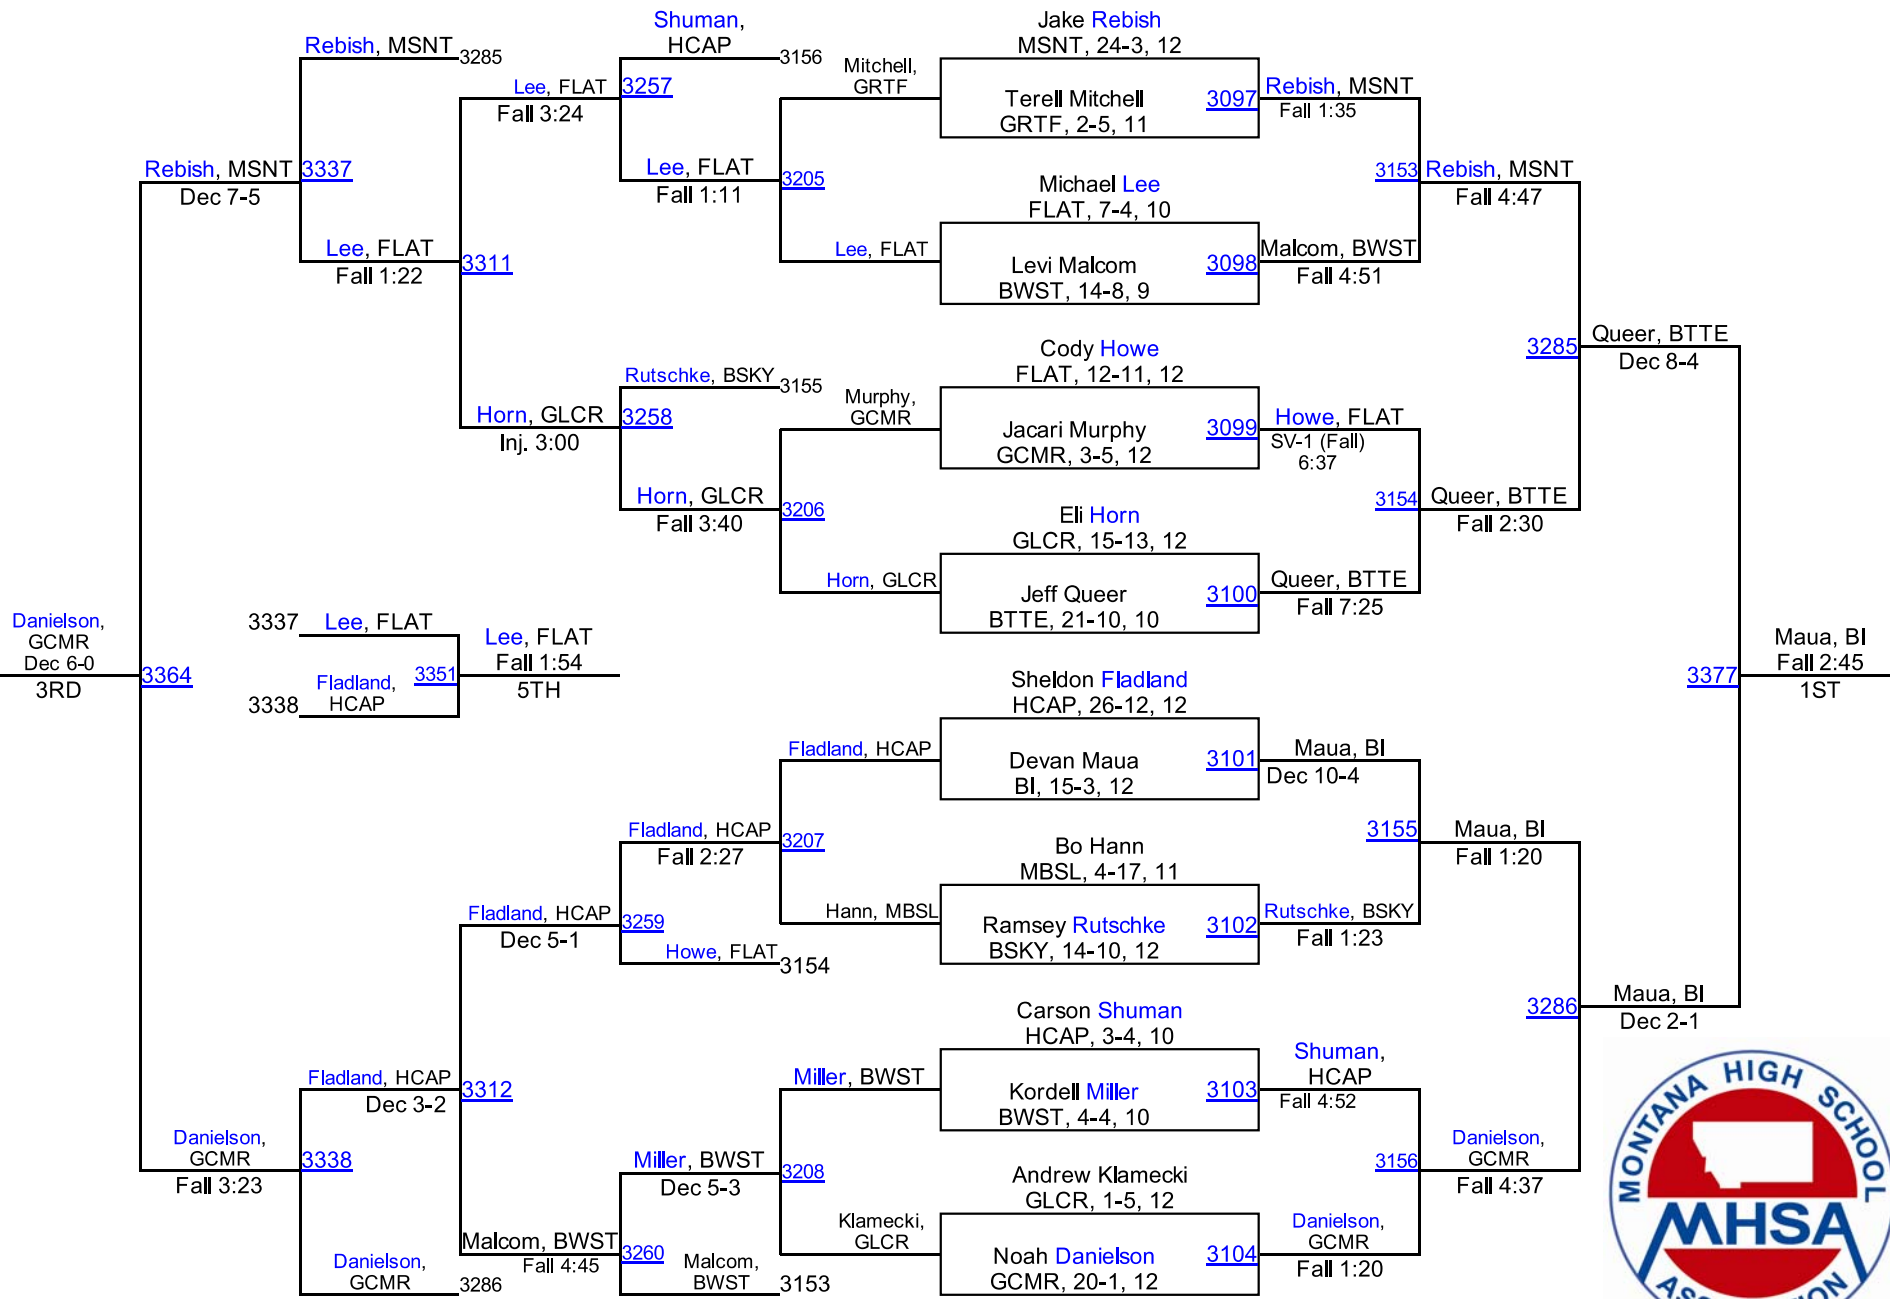 Rebish, MSNT
3285
Lee, FLAT
Fall 3:24
Shuman,
HCAP
3156
3257
Mitchell,
GRTF
Jake Rebish
MSNT, 24-3, 12
Terell Mitchell
GRTF, 2-5, 11
3097
Rebish, MSNT
Fall 1:35
Rebish, MSNT
Dec 7-5
3337
Lee, FLAT
Fall 1:11
3205
Michael Lee
FLAT, 7-4, 10
3153
Rebish, MSNT
Fall 4:47
Lee, FLAT
Fall 1:22
3311
Lee, FLAT
Levi Malcom
BWST, 14-8, 9
3098
Malcom, BWST
Fall 4:51
Cody Howe
FLAT, 12-11, 12
3285
Queer, BTTE
Dec 8-4
Rutschke, BSKY
3155
Horn, GLCR
Inj. 3:00
3258
Murphy,
GCMR
Jacari Murphy
GCMR, 3-5, 12
3099
Howe, FLAT
SV-1 (Fall)
6:37
Horn, GLCR
Fall 3:40
3206
Eli Horn
GLCR, 15-13, 12
3154
Queer, BTTE
Fall 2:30
Horn, GLCR
Jeff Queer
BTTE, 21-10, 10
3100
Queer, BTTE
Fall 7:25
Danielson,
GCMR
Dec 6-0
3RD
3364
3337
Lee, FLAT
3338
Fladland,
HCAP
3351
Lee, FLAT
Fall 1:54
5TH
Sheldon Fladland
HCAP, 26-12, 12
3377
Maua, BI
Fall 2:45
1ST
Fladland, HCAP
Devan Maua
BI, 15-3, 12
3101
Maua, BI
Dec 10-4
Fladland, HCAP
Fall 2:27
3207
Bo Hann
MBSL, 4-17, 11
3155
Maua, BI
Fall 1:20
Fladland, HCAP
Dec 5-1
3259
Howe, FLAT
3154
Hann, MBSL
Ramsey Rutschke
BSKY, 14-10, 12
3102
Rutschke, BSKY
Fall 1:23
Carson Shuman
HCAP, 3-4, 10
3286
Maua, BI
Dec 2-1
Fladland, HCAP
Dec 3-2
3312
Miller, BWST
Kordell Miller
BWST, 4-4, 10
3103
Shuman,
HCAP
Fall 4:52
Danielson,
GCMR
Fall 3:23
3338
Miller, BWST
Dec 5-3
3208
Andrew Klamecki
GLCR, 1-5, 12
3156
Danielson,
GCMR
Fall 4:37
Danielson,
GCMR
3286
Malcom, BWST
Fall 4:45
3260
Malcom,
BWST
3153
Klamecki,
GLCR
Noah Danielson
GCMR, 20-1, 12
3104
Danielson,
GCMR
Fall 1:20
MONTANA HIGH SCHOOL
MHSA